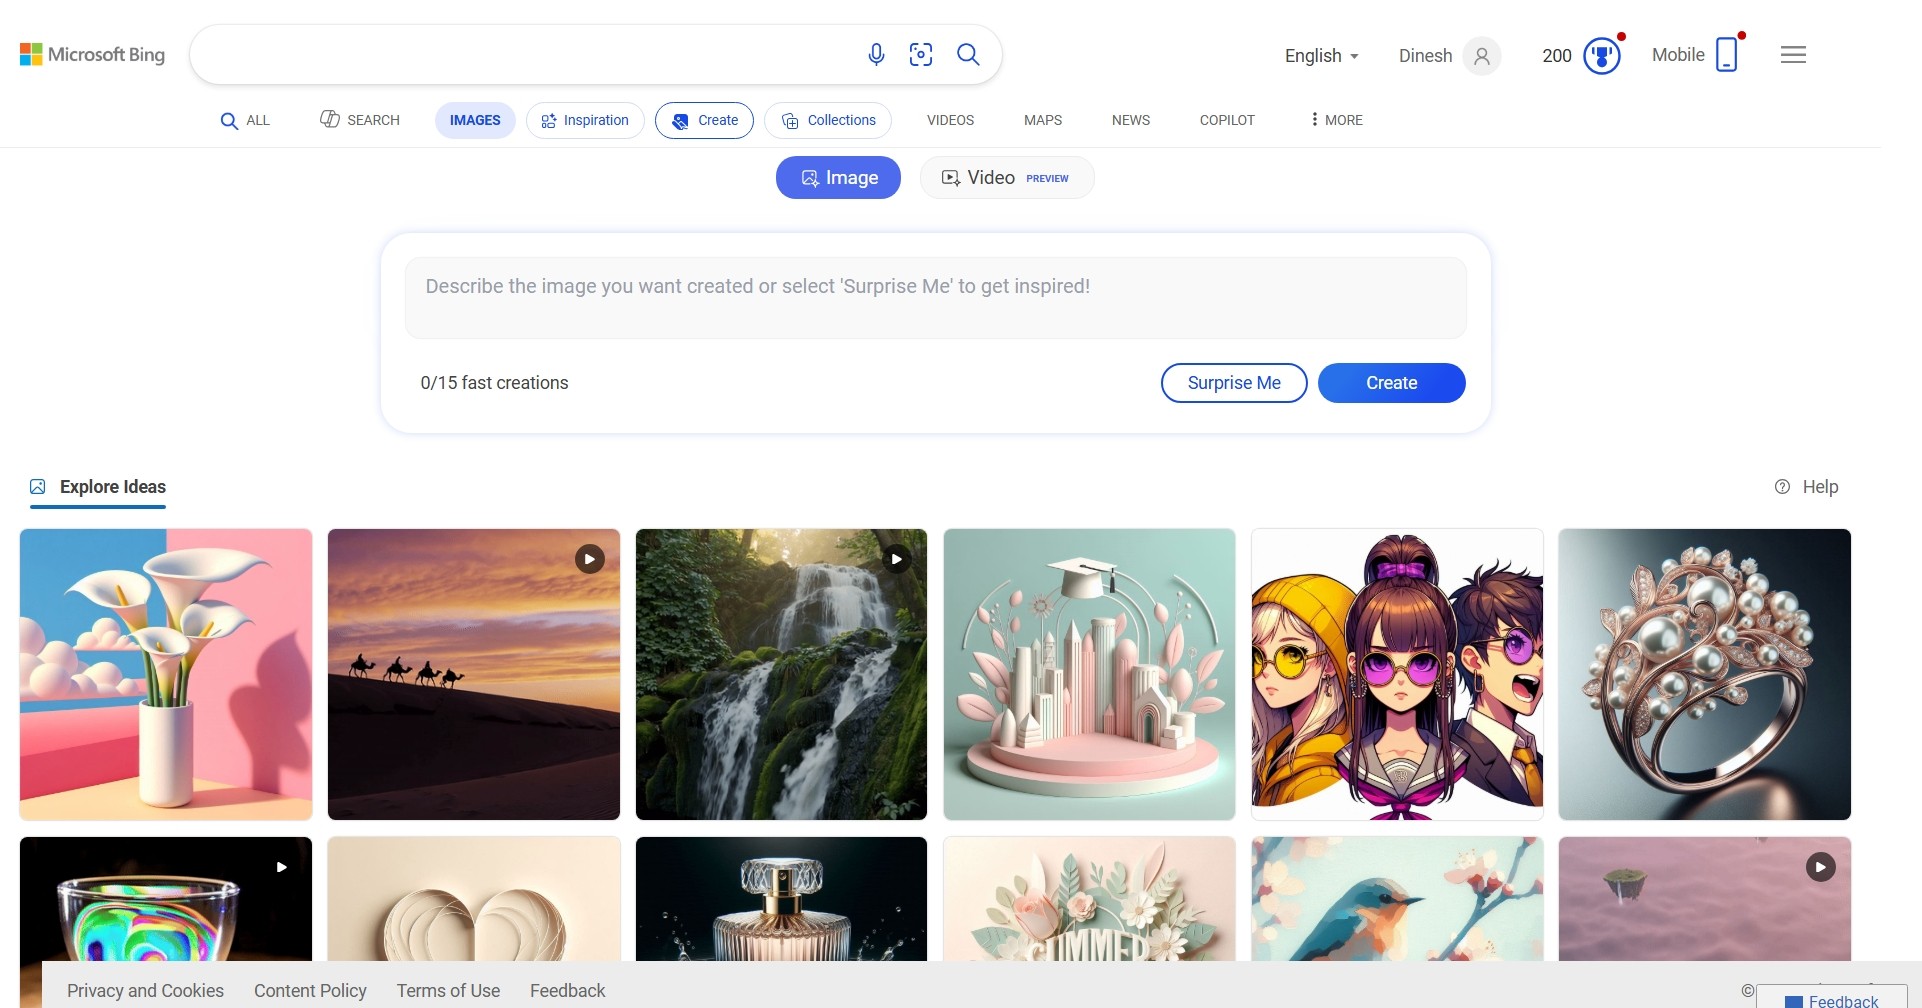 Microsoft Bing
English
Dinesh
200
Mobile
ALL
SEARCH
IMAGES
Inspiration
Create
Collections
VIDEOS
MAPS
NEWS
COPILOT
MORE
Image
Video PREVIEW
Describe the image you want created or select 'Surprise Me' to get inspired!
0/15 fast creations
Surprise Me
Create
Explore Ideas
Help
SUMMER
Privacy and Cookies
Content Policy
Terms of Use
Feedback
©
Feedback